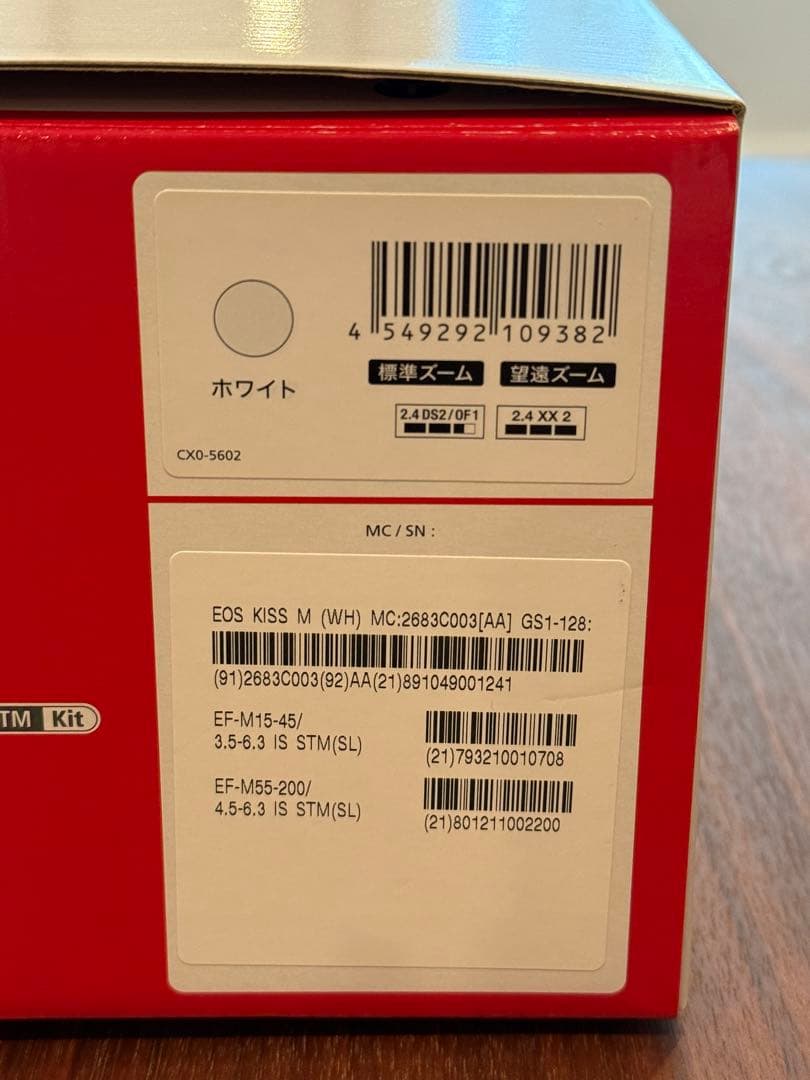 4 549292 109382
標準ズーム 望遠ズーム
ホワイト
2.4 DS2/0F1 2.4 XX 2
CX0-5602
MC / SN :
EOS KISS M (WH) MC:2683C003[AA] GS1-128:
(91)2683C003(92)AA(21)891049001241
TM Kit
EF-M15-45/
3.5-6.3 IS STM(SL)
(21)793210010708
EF-M55-200/
4.5-6.3 IS STM(SL)
(21)801211002200